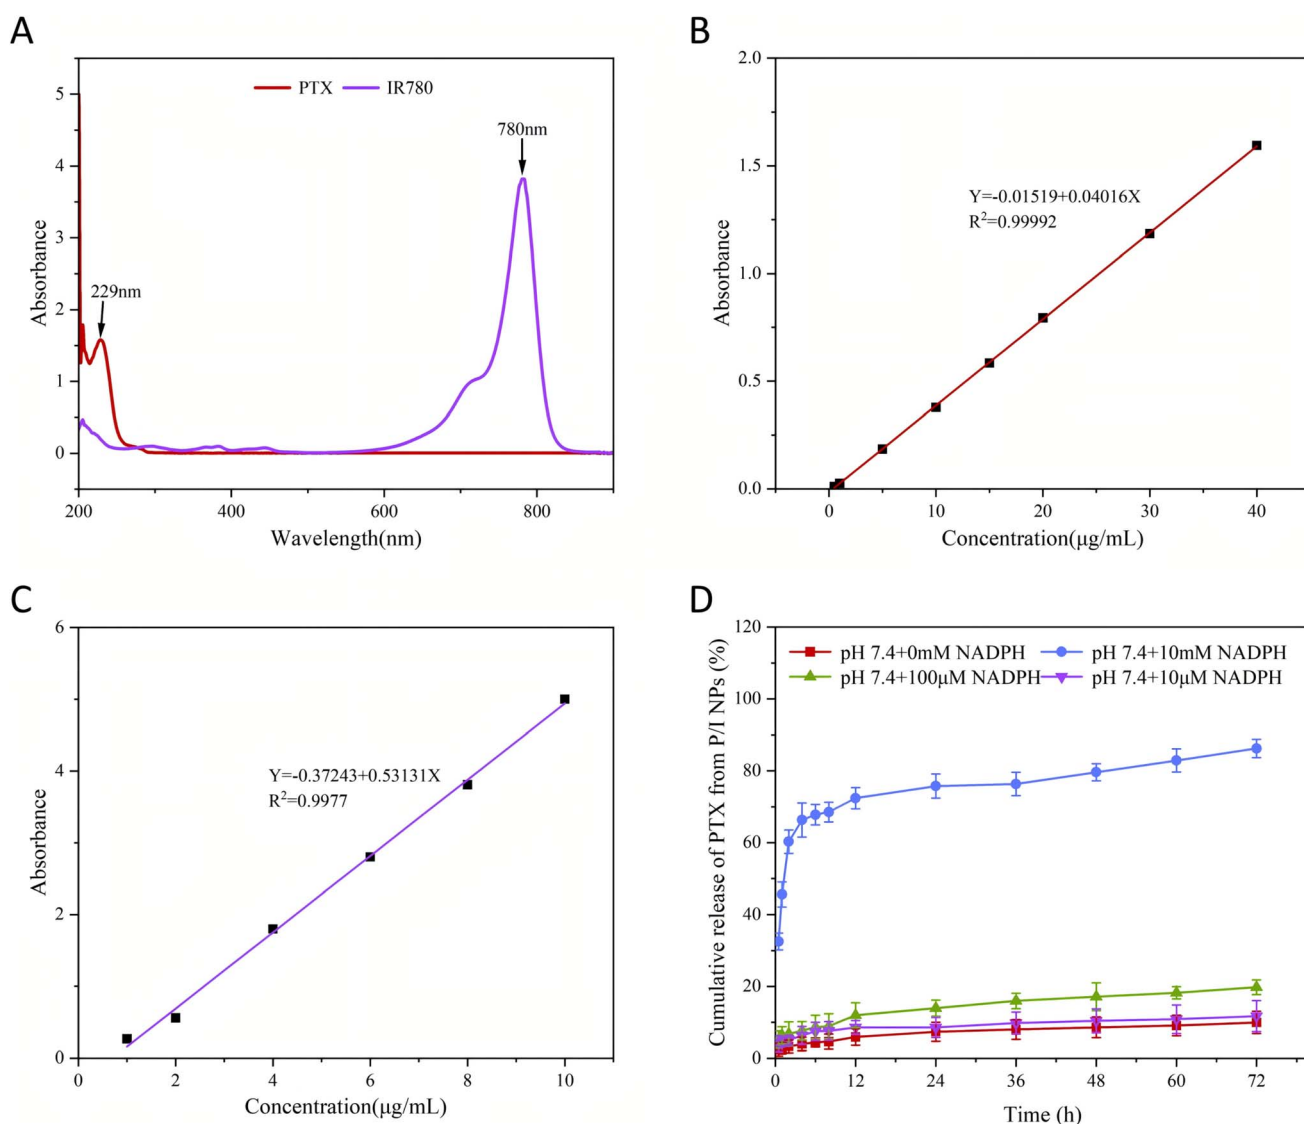 A
PTX
IR780
780nm
229nm
5
4
3
2
1
0
200
400
600
800
Absorbance
Wavelength(nm)
B
2.0
1.5
1.0
0.5
0.0
Y=-0.01519+0.04016X
R²=0.99992
0
10
20
30
40
Absorbance
Concentration(μg/mL)
C
6
4
2
0
Y=-0.37243+0.53131X
R²=0.9977
0
2
4
6
8
10
Absorbance
Concentration(μg/mL)
D
120
100
80
60
40
20
0
pH 7.4+0mM NADPH
pH 7.4+10mM NADPH
pH 7.4+100μM NADPH
pH 7.4+10μM NADPH
0
12
24
36
48
60
72
Cumulative release of PTX from P/I NPs (%)
Time (h)